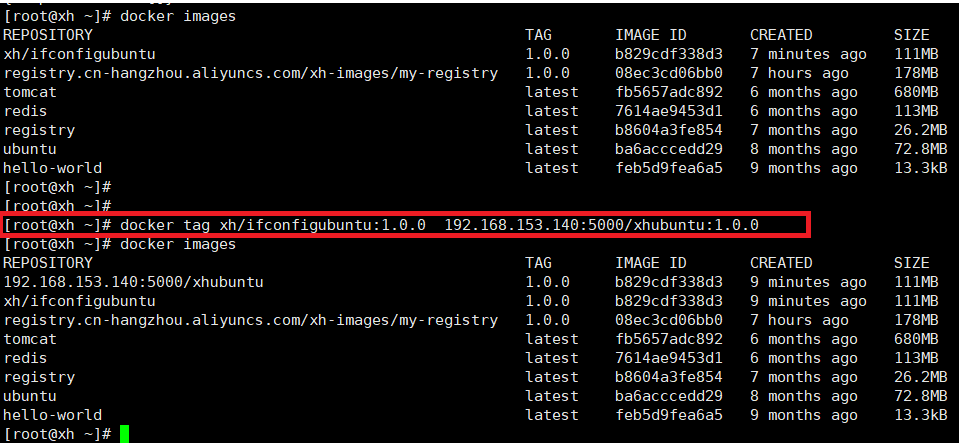 [root@xh ~]# docker images
REPOSITORY TAG IMAGE ID CREATED SIZE
xh/ifconfigubuntu 1.0.0 b829cdf338d3 7 minutes ago 111MB
registry.cn-hangzhou.aliyuncs.com/xh-images/my-registry 1.0.0 08ec3cd06bb0 7 hours ago 178MB
tomcat latest fb5657adc892 6 months ago 680MB
redis latest 7614ae9453d1 6 months ago 113MB
registry latest b8604a3fe854 7 months ago 26.2MB
ubuntu latest ba6acccedd29 8 months ago 72.8MB
hello-world latest feb5d9fea6a5 9 months ago 13.3kB
[root@xh ~]#
[root@xh ~]#
[root@xh ~]# docker tag xh/ifconfigubuntu:1.0.0 192.168.153.140:5000/xhubuntu:1.0.0
[root@xh ~]# docker images
REPOSITORY TAG IMAGE ID CREATED SIZE
192.168.153.140:5000/xhubuntu 1.0.0 b829cdf338d3 9 minutes ago 111MB
xh/ifconfigubuntu 1.0.0 b829cdf338d3 9 minutes ago 111MB
registry.cn-hangzhou.aliyuncs.com/xh-images/my-registry 1.0.0 08ec3cd06bb0 7 hours ago 178MB
tomcat latest fb5657adc892 6 months ago 680MB
redis latest 7614ae9453d1 6 months ago 113MB
registry latest b8604a3fe854 7 months ago 26.2MB
ubuntu latest ba6acccedd29 8 months ago 72.8MB
hello-world latest feb5d9fea6a5 9 months ago 13.3kB
[root@xh ~]#